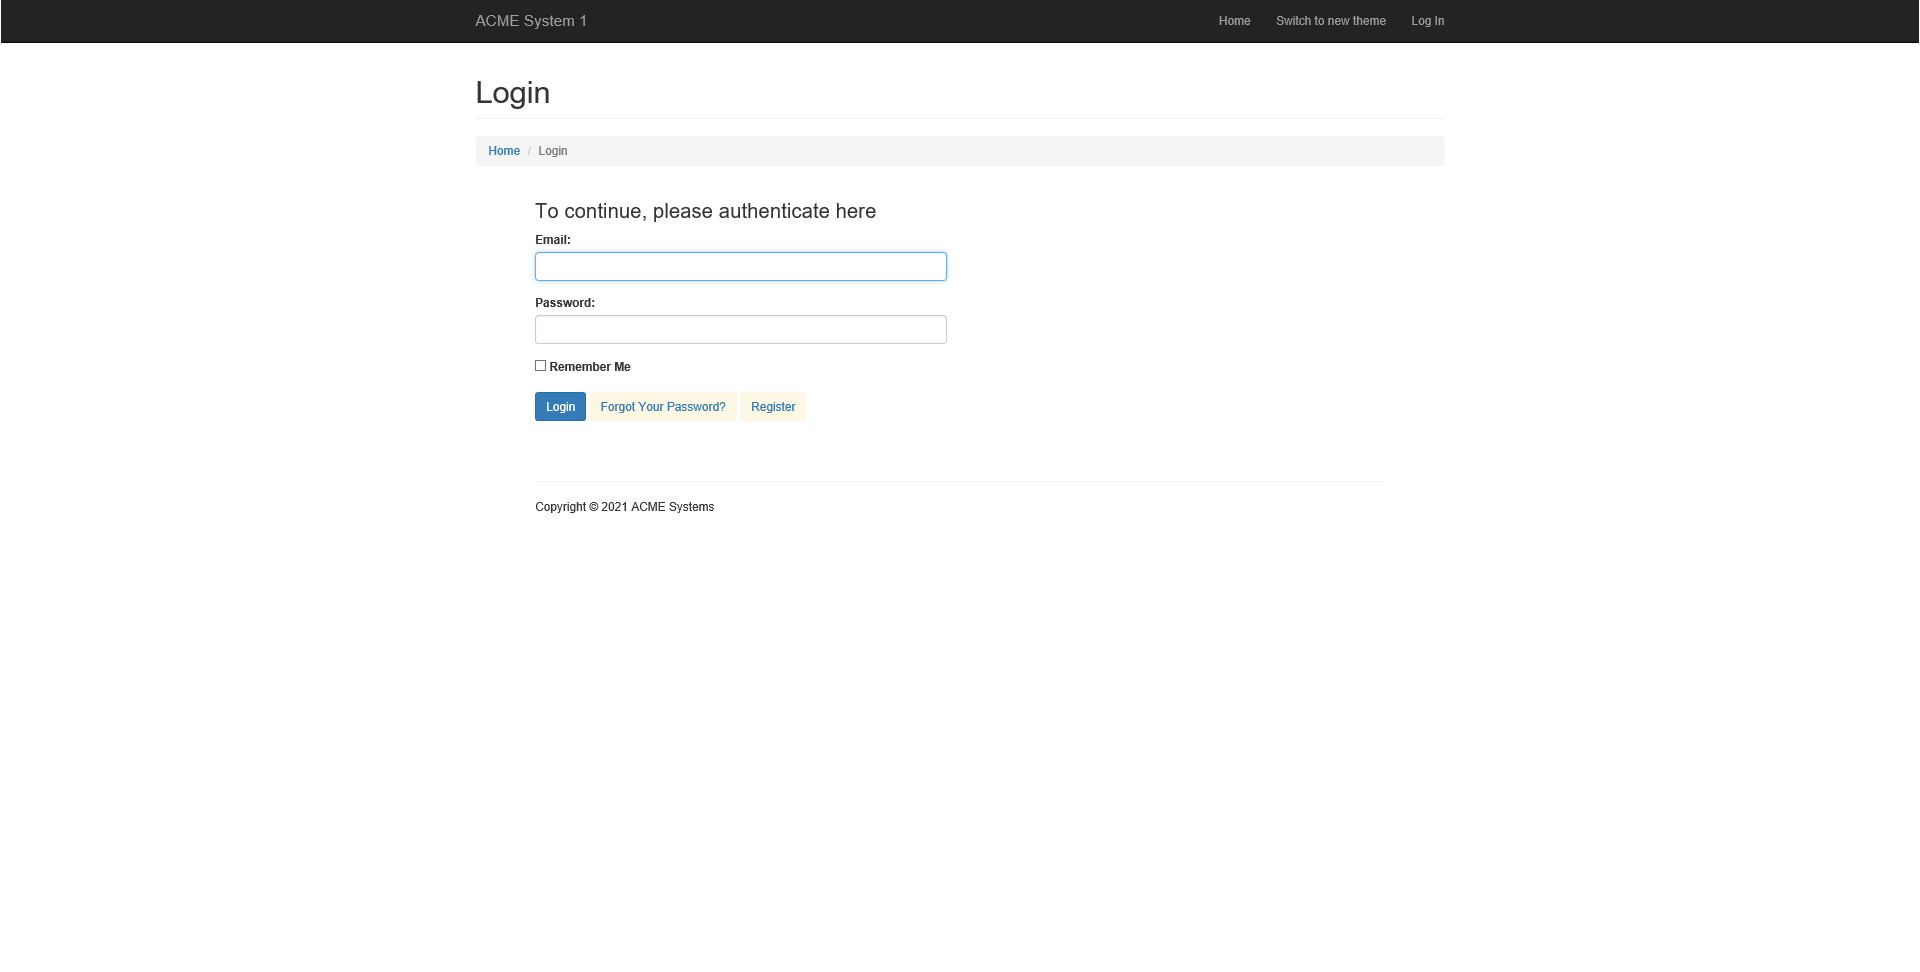 ACME System 1 Home Switch to new theme Log In
Login
Home / Login
To continue, please authenticate here
Email:
Password:
Remember Me
Login Forgot Your Password? Register
Copyright © 2021 ACME Systems